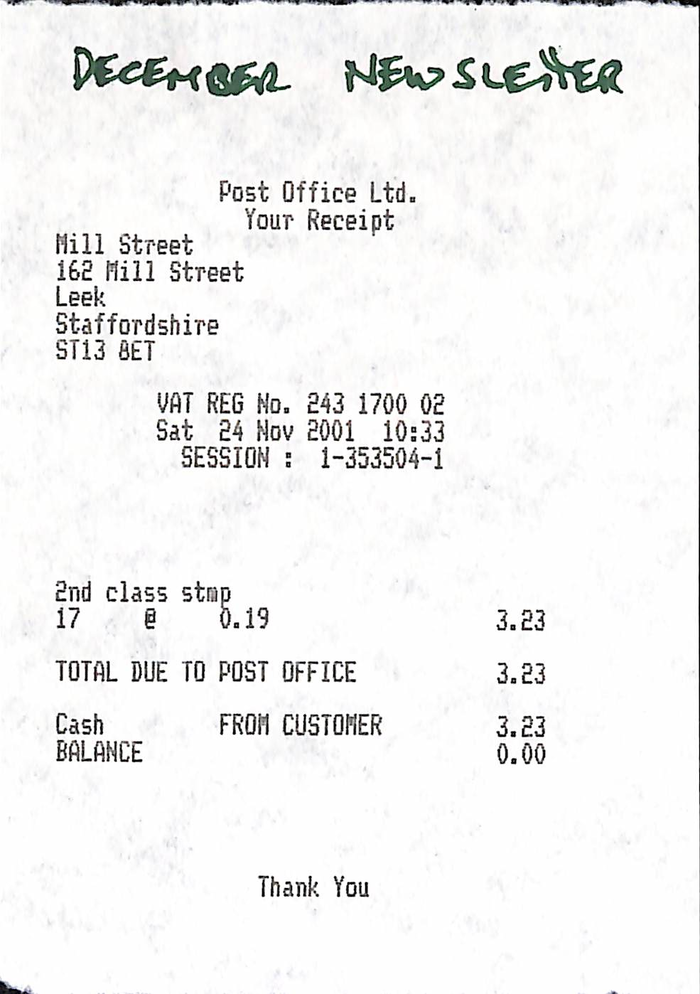 DECEMBER NEWSLETTER
Post Office Ltd.
Your Receipt
Mill Street
162 Mill Street
Leek
Staffordshire
ST13 8ET
VAT REG No. 243 1700 02
Sat 24 Nov 2001 10:33
SESSION : 1-353504-1
2nd class stmp
17 @ 0.19 3.23
TOTAL DUE TO POST OFFICE 3.23
Cash FROM CUSTOMER 3.23
BALANCE 0.00
Thank You